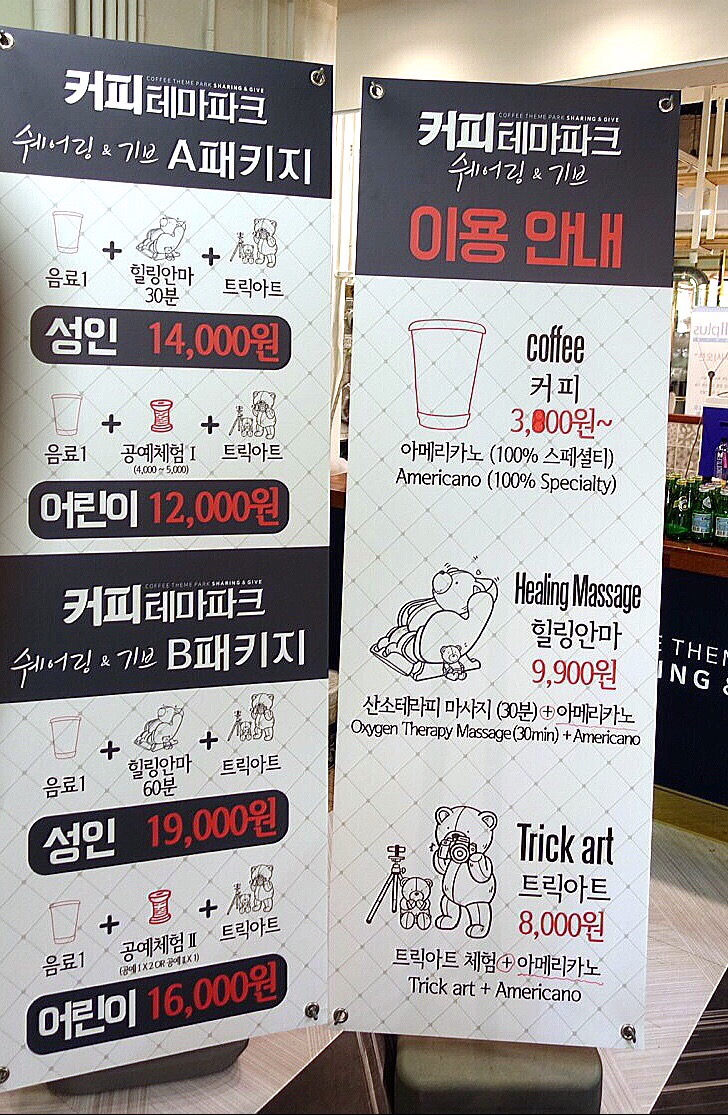 COFFEE THEME PARK SHARING & GIVE
커피테마파크
쉐어링 & 기브 A패키지
음료1 + 힐링안마 30분 + 트릭아트
성인 14,000원
음료1 + 공예체험 I + 트릭아트
(4,000 ~ 5,000)
어린이 12,000원
COFFEE THEME PARK SHARING & GIVE
커피테마파크
쉐어링 & 기브 B패키지
음료1 + 힐링안마 60분 + 트릭아트
성인 19,000원
음료1 + 공예체험 II + 트릭아트
(공예 I X 2 OR 공예 II X 1)
어린이 16,000원
COFFEE THEME PARK SHARING & GIVE
커피테마파크
쉐어링 & 기브
이용 안내
coffee
커피
3,800원~
아메리카노 (100% 스페셜티)
Americano (100% Specialty)
Healing Massage
힐링안마
9,900원
산소테라피 마사지 (30분) + 아메리카노
Oxygen Therapy Massage(30min) + Americano
Trick art
트릭아트
8,000원
트릭아트 체험 + 아메리카노
Trick art + Americano